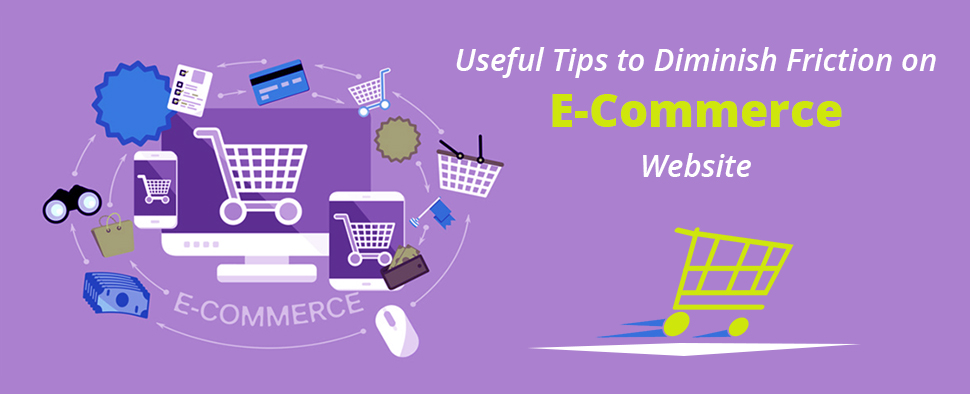 Useful Tips to Diminish Friction on
E-Commerce
Website
E-COMMERCE